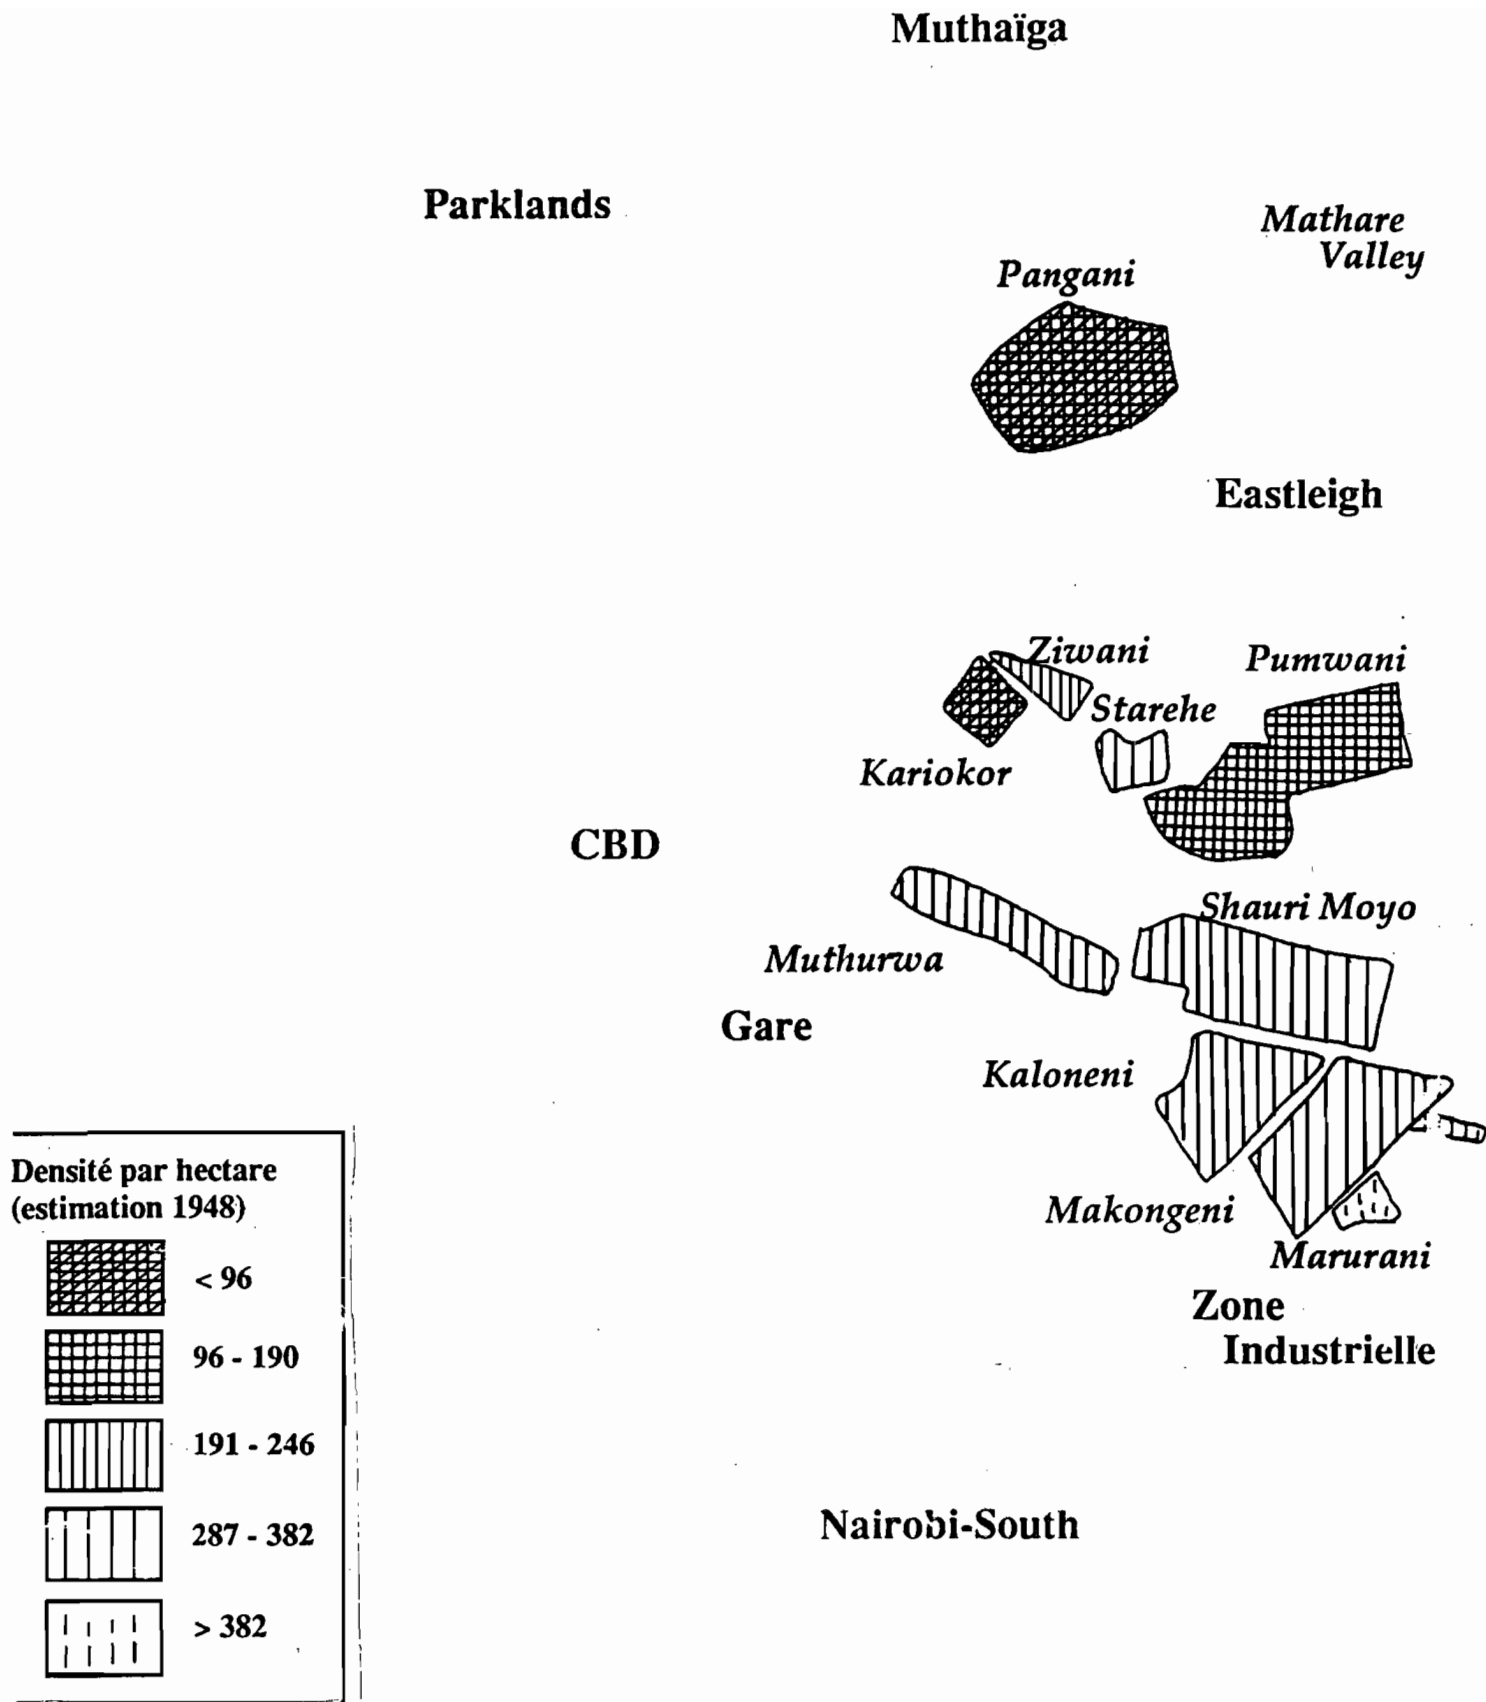 Muthaïga
Parklands
Mathare
Valley
Pangani
Eastleigh
Ziwani
Pumwani
Starehe
Kariokor
CBD
Shauri Moyo
Muthurwa
Gare
Kaloneni
Makongeni
Marurani
Zone
Industrielle
Nairobi-South
Densité par hectare
(estimation 1948)
< 96
96 - 190
191 - 246
287 - 382
> 382